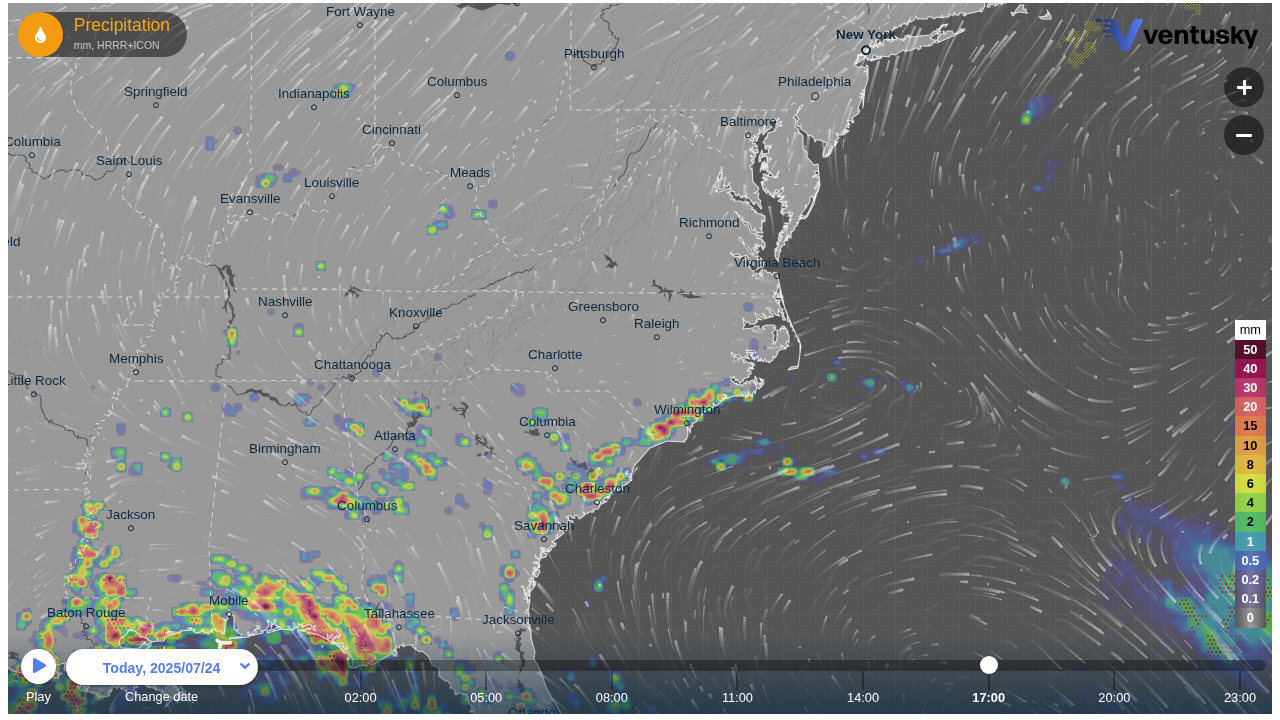 Precipitation
mm, HRRR+ICON
Fort Wayne
New York
ventusky
Pittsburgh
Springfield
Indianapolis
Columbus
Philadelphia
Columbia
Cincinnati
Baltimore
Saint Louis
Meads
Louisville
Evansville
Richmond
eld
Virginia Beach
Nashville
Knoxville
Greensboro
Raleigh
mm
50
Memphis
Chattanooga
Charlotte
40
Little Rock
30
Wilmington
20
Columbia
15
Atlanta
Birmingham
10
8
Charleston
6
Columbus
4
Jackson
Savannah
2
1
0.5
0.2
Mobile
0.1
Baton Rouge
Tallahassee
Jacksonville
0
Today, 2025/07/24
Play
Change date
02:00
05:00
08:00
11:00
14:00
17:00
20:00
23:00
Orlando